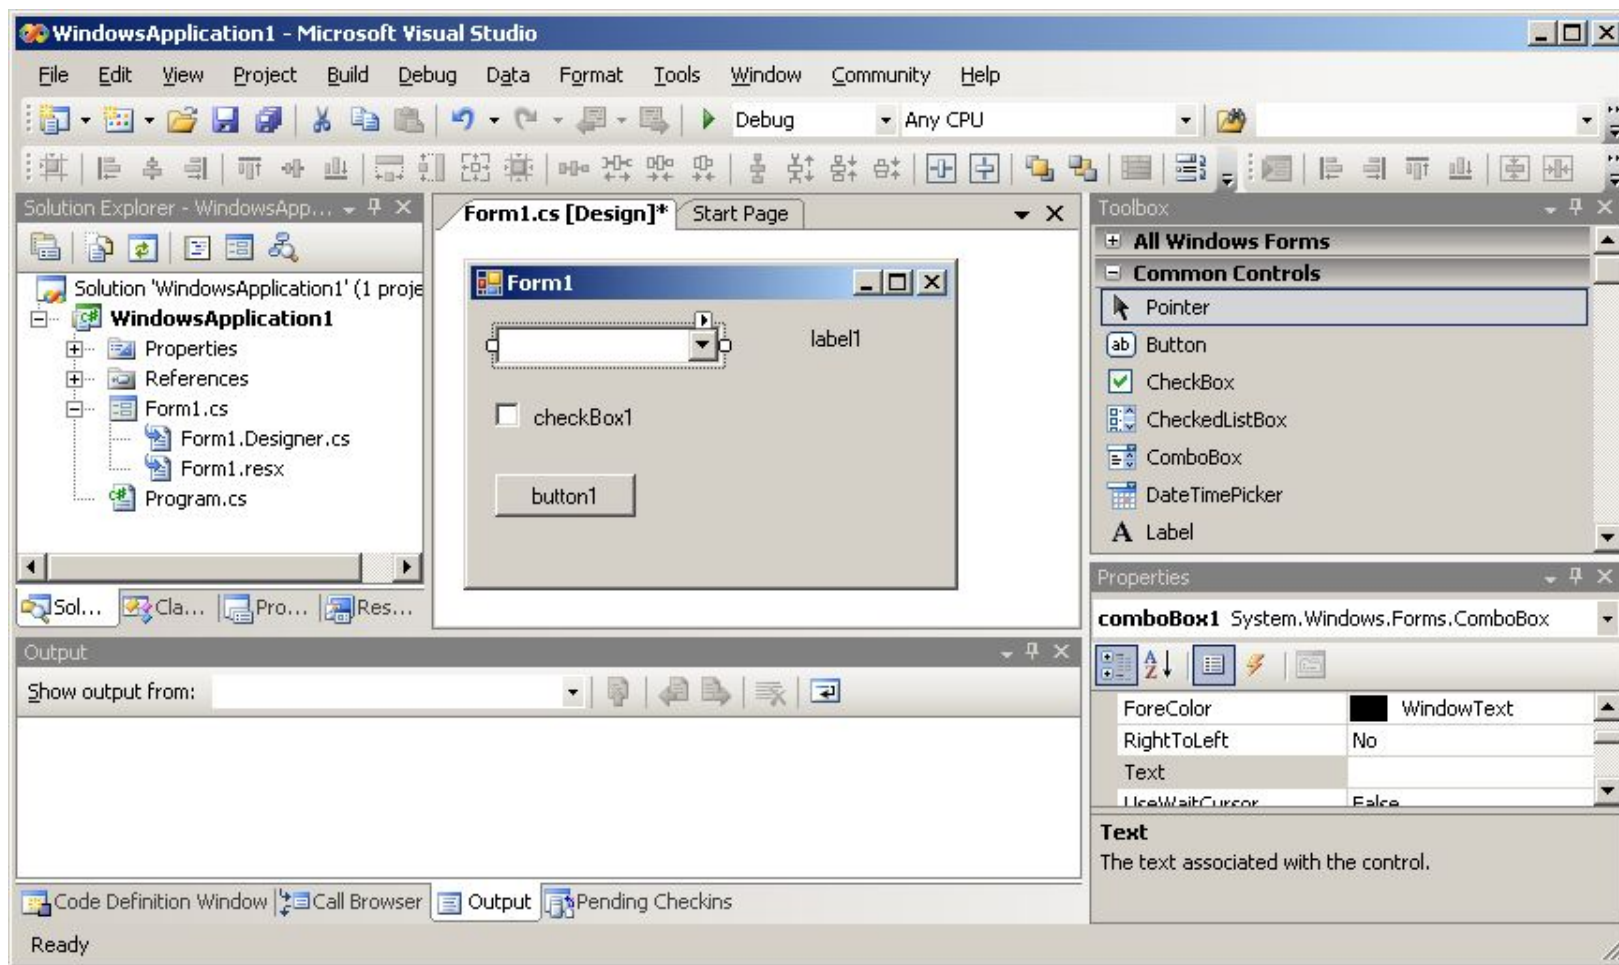 WindowsApplication1 - Microsoft Visual Studio
File Edit View Project Build Debug Data Format Tools Window Community Help
Debug Any CPU
Solution Explorer - WindowsApp...
Solution 'WindowsApplication1' (1 proje
WindowsApplication1
Properties
References
Form1.cs
Form1.Designer.cs
Form1.resx
Program.cs
Sol... Cla... Pro... Res...
Form1.cs [Design]* Start Page
Form1
label1
checkBox1
button1
Toolbox
All Windows Forms
Common Controls
Pointer
ab Button
CheckBox
CheckedListBox
ComboBox
DateTimePicker
A Label
Properties
comboBox1 System.Windows.Forms.ComboBox
ForeColor WindowText
RightToLeft No
Text
UseWaitCursor False
Text
The text associated with the control.
Output
Show output from:
Code Definition Window Call Browser Output Pending Checkins
Ready